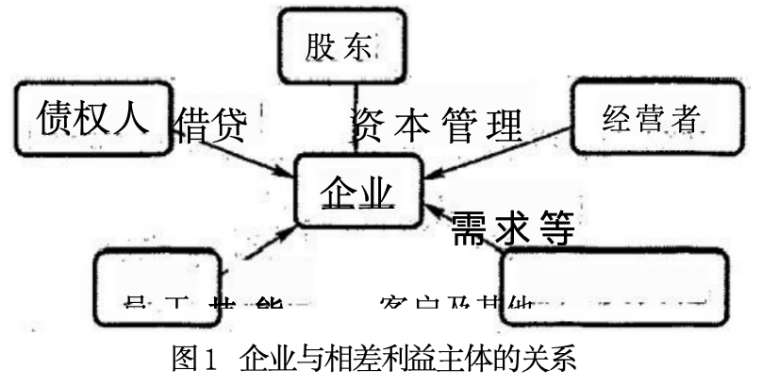 股东
债权人 借贷 资本管理 经营者
企业
需求等
图1 企业与相差利益主体的关系